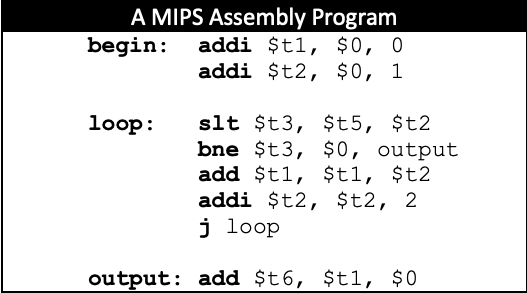 A MIPS Assembly Program
begin: addi $t1, $0, 0
addi $t2, $0, 1
loop: slt $t3, $t5, $t2
bne $t3, $0, output
add $t1, $t1, $t2
addi $t2, $t2, 2
j loop
output: add $t6, $t1, $0